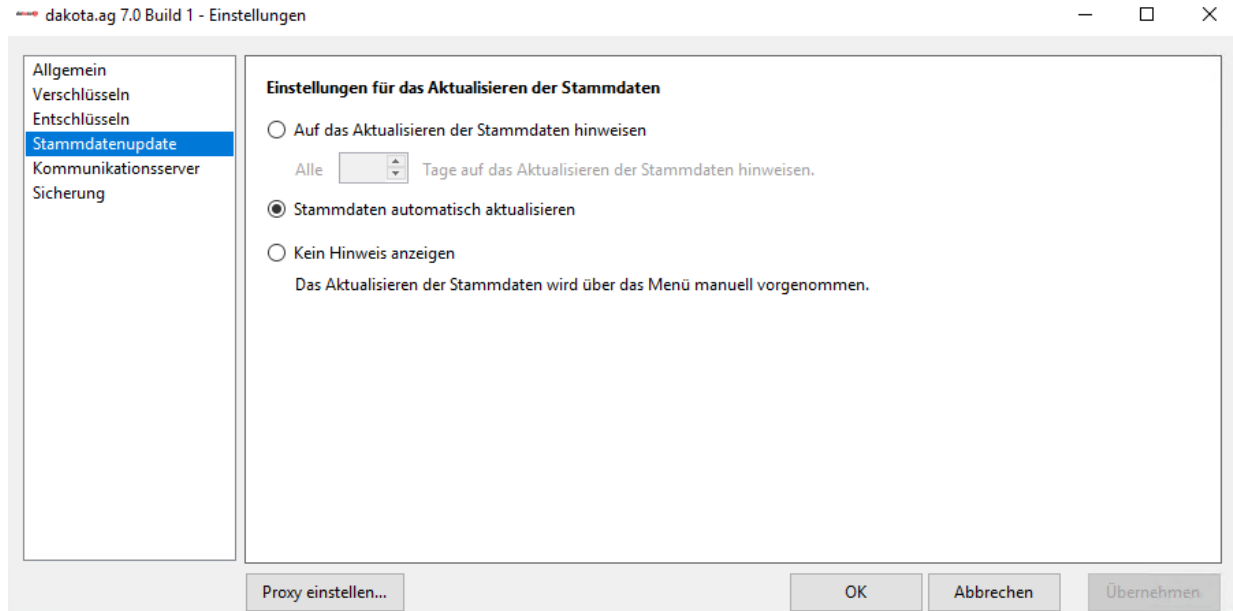 dakota.ag 7.0 Build 1 - Einstellungen
Allgemein
Verschlüsseln
Entschlüsseln
Stammdatenupdate
Kommunikationsserver
Sicherung
Einstellungen für das Aktualisieren der Stammdaten
Auf das Aktualisieren der Stammdaten hinweisen
Alle Tage auf das Aktualisieren der Stammdaten hinweisen.
Stammdaten automatisch aktualisieren
Kein Hinweis anzeigen
Das Aktualisieren der Stammdaten wird über das Menü manuell vorgenommen.
Proxy einstellen... OK Abbrechen Übernehmen